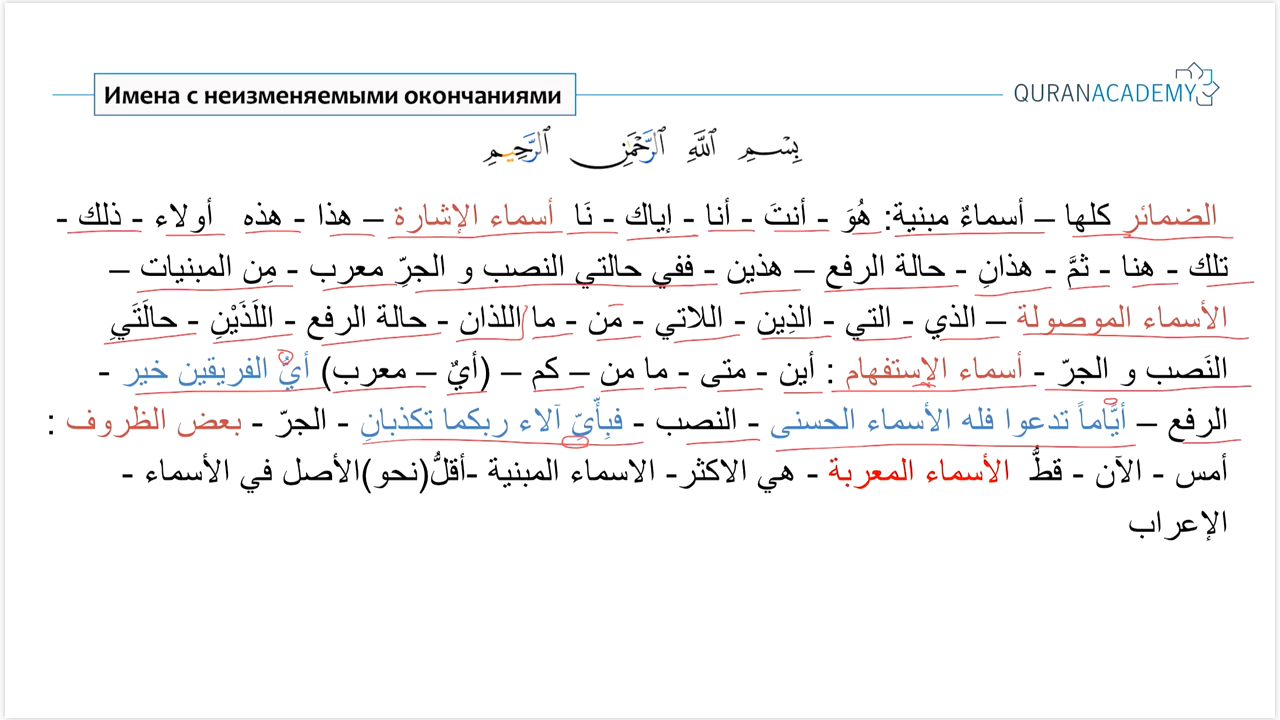 Имена с неизменяемыми окончаниями
QURANACADEMY
بِسْمِ اللَّهِ الرَّحْمَٰنِ الرَّحِيمِ
الضمائر كلها – أسماءٌ مبنية: هُوَ - أنتَ - أنا - إياك - نَا أسماء الإشارة – هذا - هذه أولاء - ذلك -
تلك - هنا - ثمَّ - هذانِ - حالة الرفع – هذين - ففي حالتي النصب و الجرِّ معرب - مِن المبنيات –
الأسماء الموصولة – الذي - التي - الذِين - اللاتي - مَن - ما اللذان - حالة الرفع - اللَذَيْنِ - حالَتَيِ
النَصب و الجرّ - أسماء الإستفهام : أين - متى - ما من – كم – (أيٌ – معرب) أيُّ الفريقين خير -
الرفع – أيَّاماً تدعوا فله الأسماء الحسنى - النصب - فبِأَيِّ آلاء ربكما تكذبانِ - الجرّ - بعض الظروف :
أمس - الآن - قطُّ الأسماء المعربة - هي الاكثر- الاسماء المبنية -أقلُّ(نحو)الأصل في الأسماء -
الإعراب